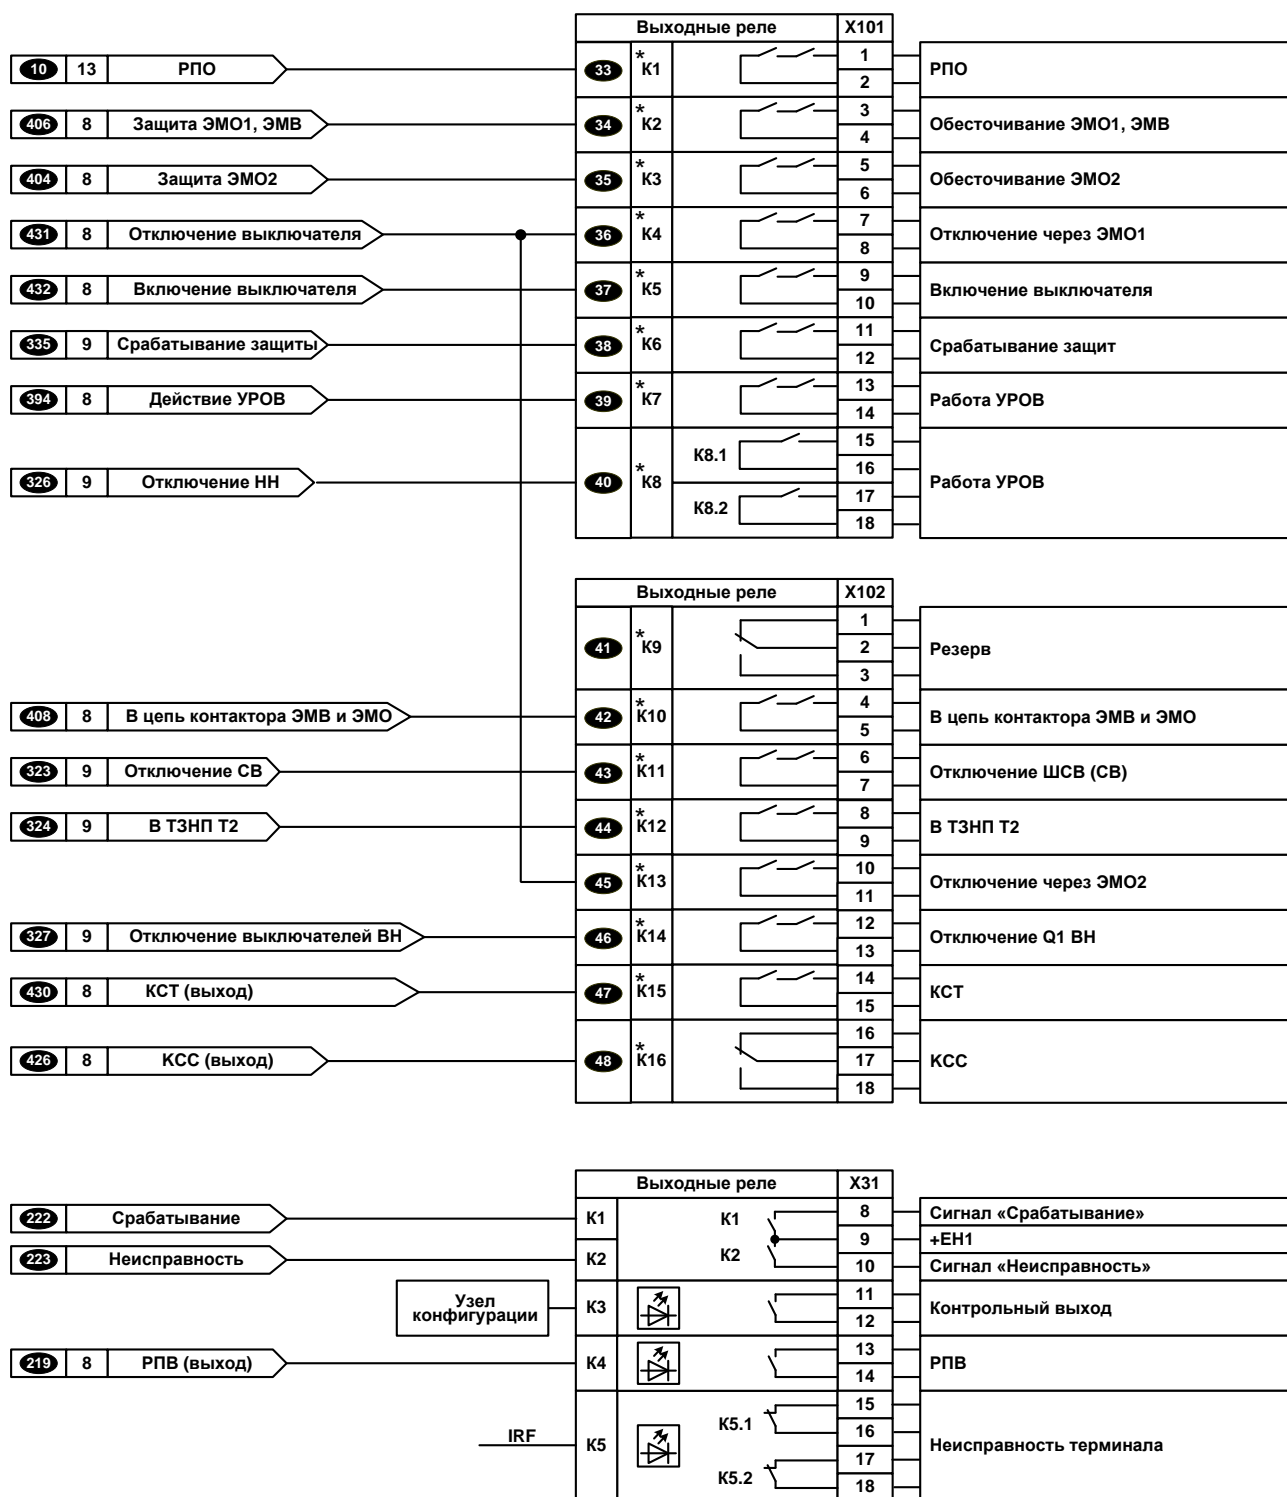 Выходные реле X101
10 13 РПО 33 * К1 1 2 РПО
406 8 Защита ЭМО1, ЭМВ 34 * К2 3 4 Обесточивание ЭМО1, ЭМВ
404 8 Защита ЭМО2 35 * К3 5 6 Обесточивание ЭМО2
431 8 Отключение выключателя 36 * К4 7 8 Отключение через ЭМО1
432 8 Включение выключателя 37 * К5 9 10 Включение выключателя
335 9 Срабатывание защиты 38 * К6 11 12 Срабатывание защит
394 8 Действие УРОВ 39 * К7 13 14 Работа УРОВ
326 9 Отключение НН 40 * К8 К8.1 15 16 К8.2 17 18 Работа УРОВ
Выходные реле X102
41 * К9 1 2 3 Резерв
408 8 В цепь контактора ЭМВ и ЭМО 42 * К10 4 5 В цепь контактора ЭМВ и ЭМО
323 9 Отключение СВ 43 * К11 6 7 Отключение ШСВ (СВ)
324 9 В ТЗНП Т2 44 * К12 8 9 В ТЗНП Т2
45 * К13 10 11 Отключение через ЭМО2
327 9 Отключение выключателей ВН 46 * К14 12 13 Отключение Q1 ВН
430 8 КСТ (выход) 47 * К15 14 15 КСТ
426 8 КСС (выход) 48 * К16 16 17 18 КСС
Выходные реле X31
222 Срабатывание К1 К1 8 Сигнал «Срабатывание»
9 +ЕН1
223 Неисправность К2 К2 10 Сигнал «Неисправность»
Узел
конфигурации К3 11 12 Контрольный выход
219 8 РПВ (выход) К4 13 14 РПВ
IRF К5 К5.1 15 16 К5.2 17 18 Неисправность терминала